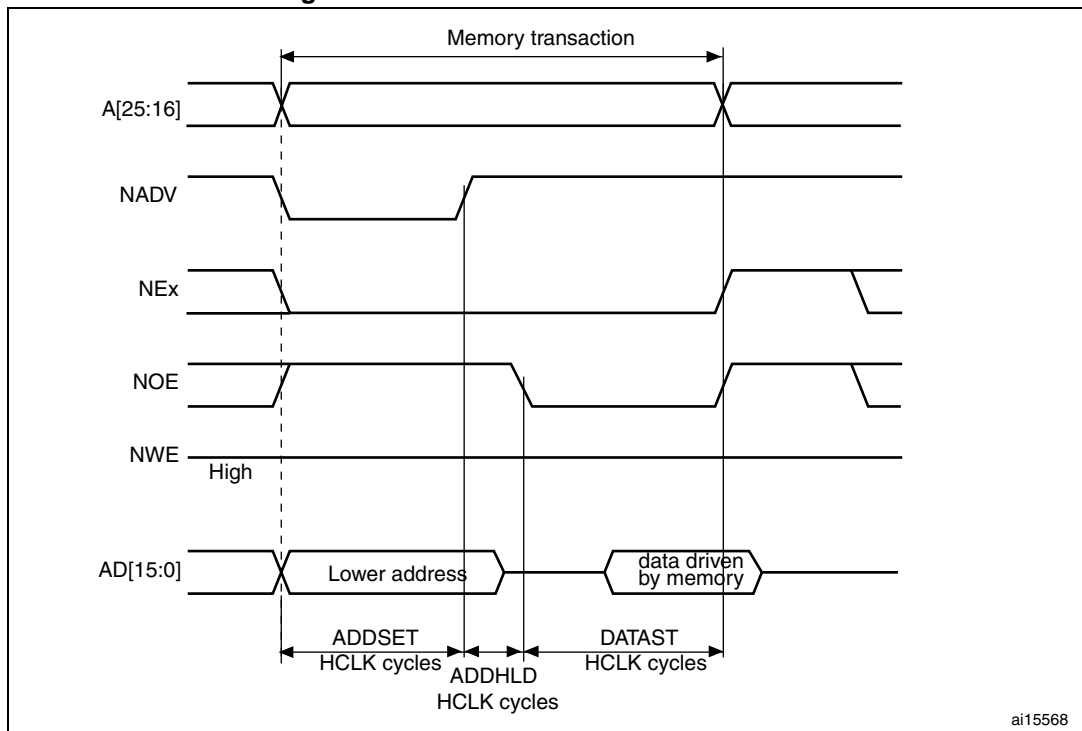 Memory transaction
A[25:16]
NADV
NEx
NOE
NWE
High
AD[15:0]
Lower address
data driven
by memory
ADDSET
HCLK cycles
ADDHLD
HCLK cycles
DATAST
HCLK cycles
ai15568